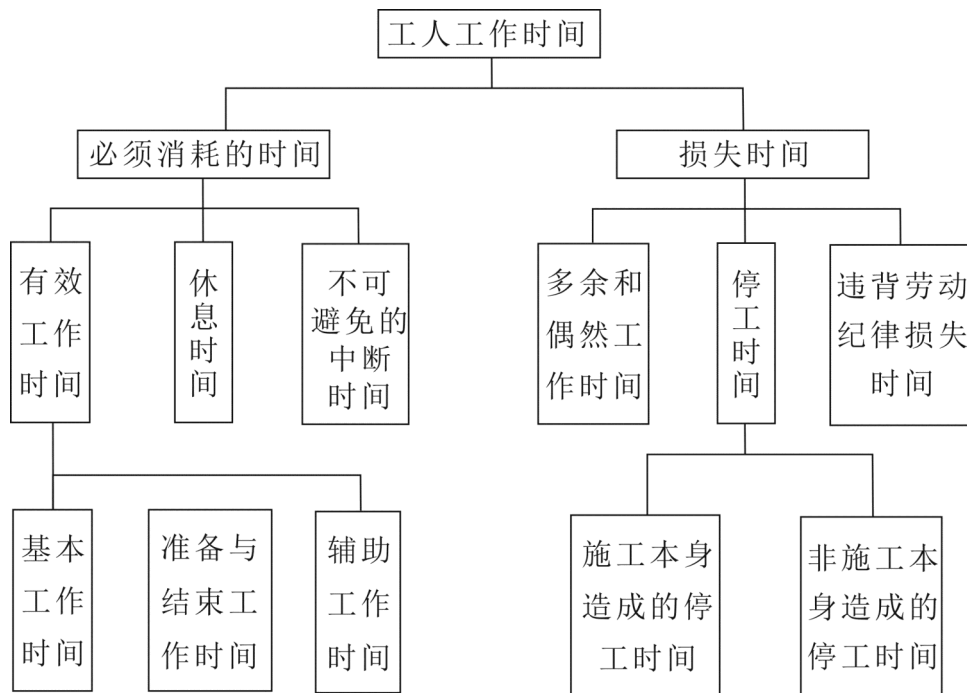 工人工作时间
必须消耗的时间
损失时间
有效
工作
时间
休
息
时
间
不可
避免的
中断
时间
多余和
偶然工
作时间
停
工
时
间
违背劳动
纪律损失
时间
基本
工作
时间
准备与
结束工
作时间
辅助
工作
时间
施工本身
造成的停
工时间
非施工本
身造成的
停工时间